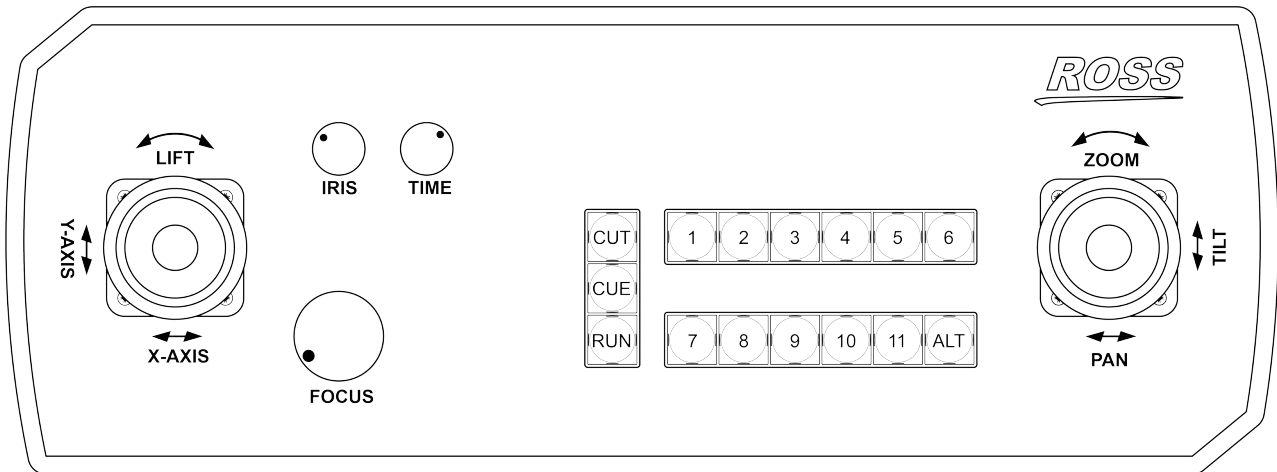 ROSS
LIFT
IRIS
TIME
ZOOM
Y-AXIS
CUT
1
2
3
4
5
6
TILT
CUE
RUN
7
8
9
10
11
ALT
X-AXIS
PAN
FOCUS